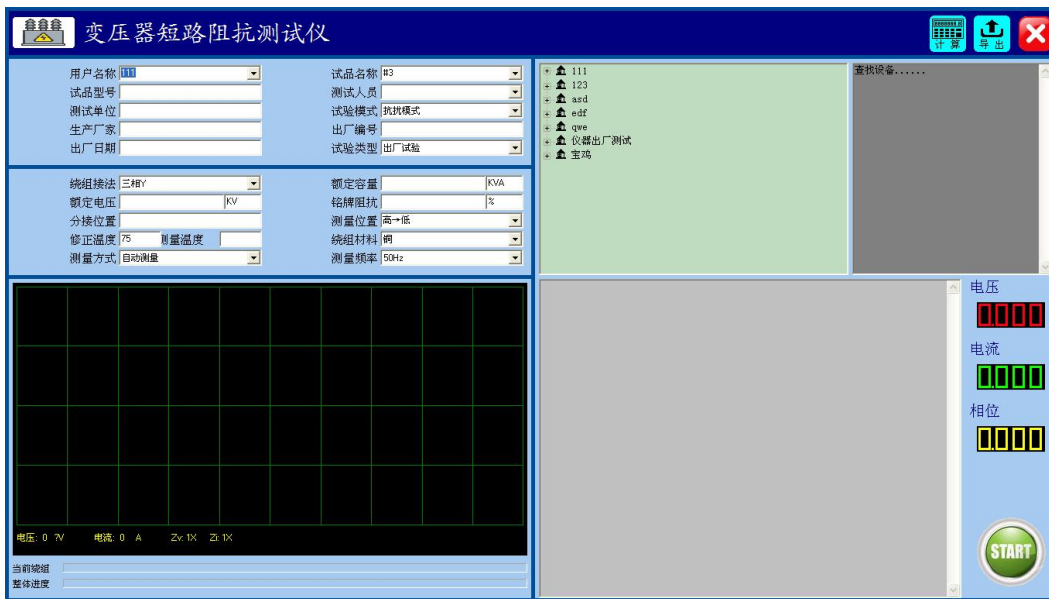 变压器短路阻抗测试仪
计算
导出
用户名称 111 试品名称 #3
试品型号 测试人员
测试单位 试验模式 抗扰模式
生产厂家 出厂编号
出厂日期 试验类型 出厂试验
绕组接法 三相Y 额定容量 KVA
额定电压 KV 铭牌阻抗 %
分接位置 测量位置 高→低
修正温度 75 测量温度 绕组材料 铜
测量方式 自动测量 测量频率 50Hz
111
123
asd
edf
qwe
仪器出厂测试
宝鸡
查找设备......
电压: 0 ?V 电流: 0 A Zv: 1X Zi: 1X
当前绕组
整体进度
电压
0.000
电流
0.000
相位
0.000
START